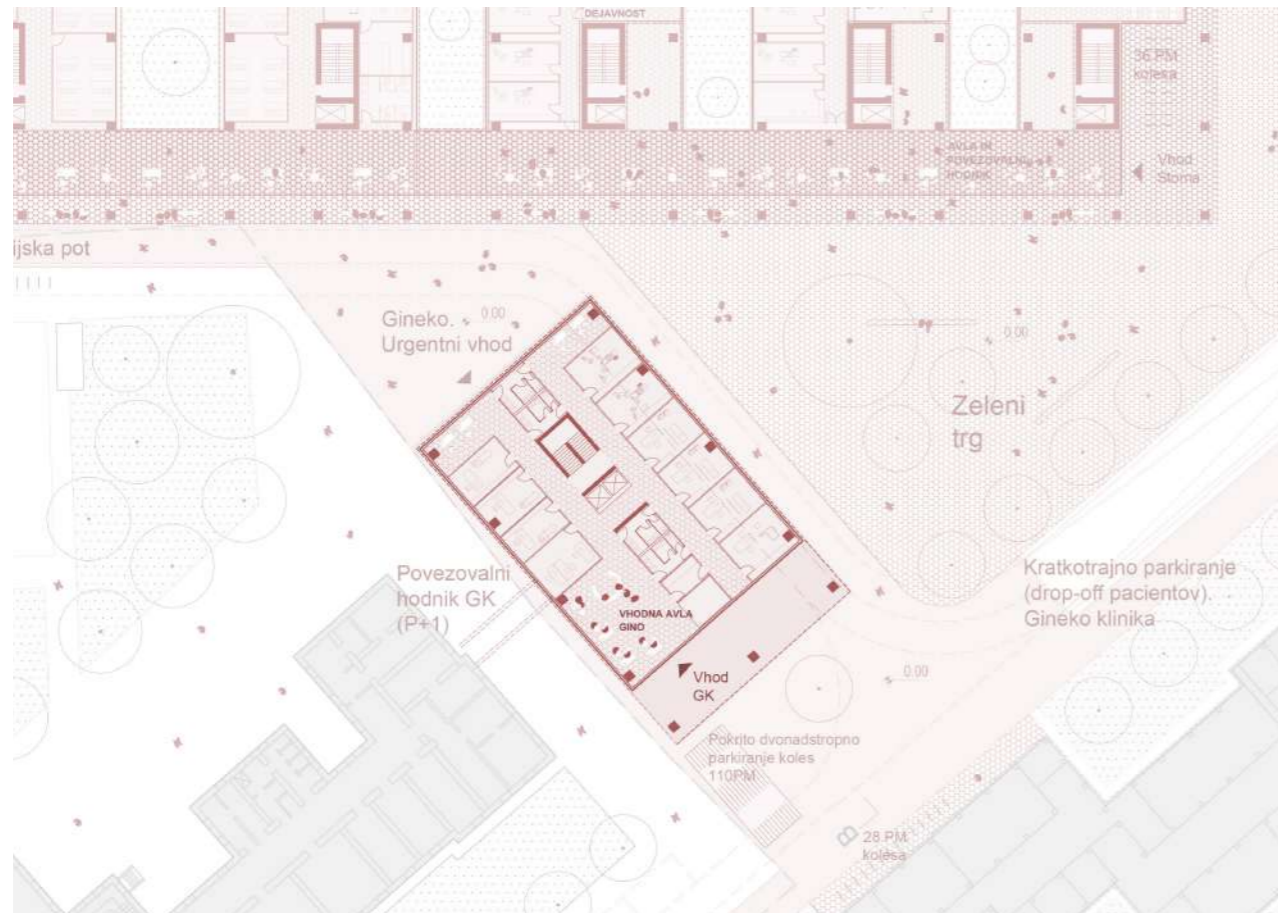 DEJAVNOST
36 PM
kolesa
AVLA IN
POVEZOVALNI
HODNIK
Vhod
Stoma
ijska pot
Gineko.
Urgentni vhod
0.00
0.00
Zeleni
trg
Povezovalni
hodnik GK
(P+1)
VHODNA AVLA
GINO
Kratkotrajno parkiranje
(drop-off pacientov).
Gineko klinika
Vhod
GK
0.00
Pokrito dvonadstropno
parkiranje koles
110PM
28 PM
kolesa